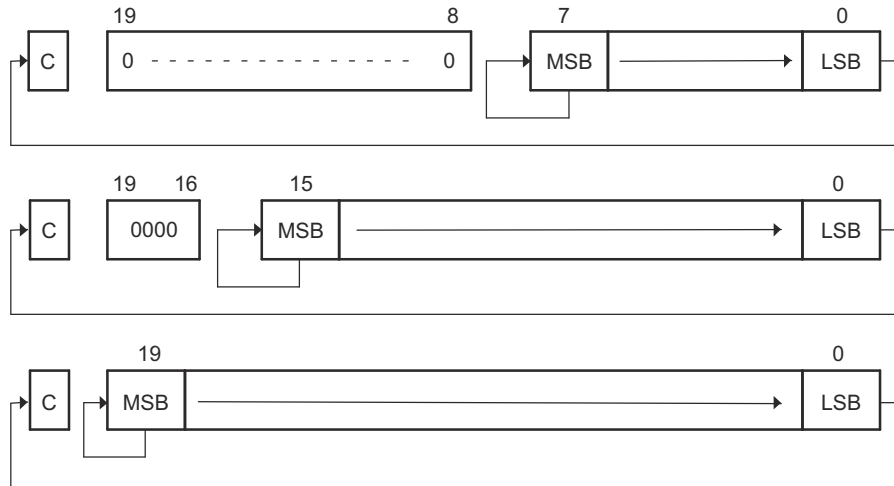 19 8 7 0
C 0 0 MSB LSB
19 16 15 0
C 0000 MSB LSB
19 0
C MSB LSB